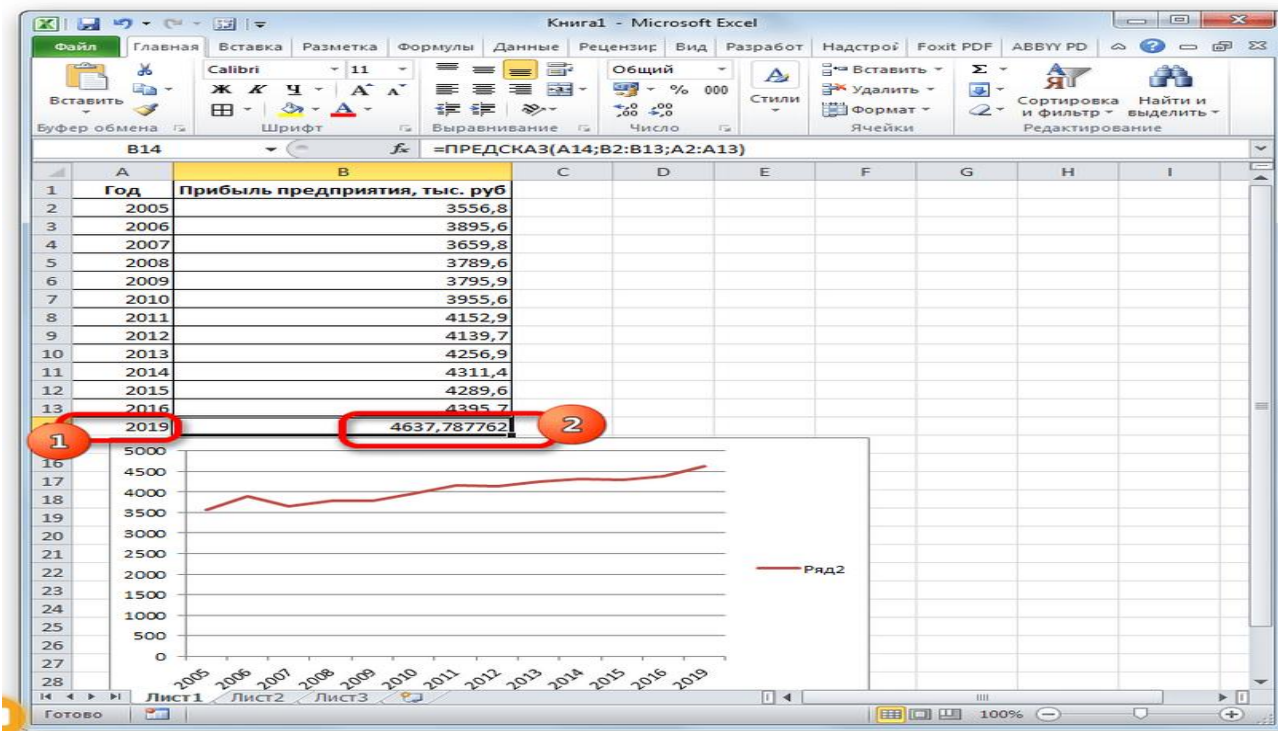 Книга1 - Microsoft Excel
Файл Главная Вставка Разметка Формулы Данные Рецензир Вид Разработ Надстрой Foxit PDF ABBYY PD
Вставить Calibri 11 Общий Стили Вставить Σ Сортировка и фильтр Найти и выделить
Ж К Ч A A % 000 Удалить
A Формат
Буфер обмена Шрифт Выравнивание Число Ячейки Редактирование
B14 fx =ПРЕДСКАЗ(A14;B2:B13;A2:A13)
A B C D E F G H I
1 Год Прибыль предприятия, тыс. руб
2 2005 3556,8
3 2006 3895,6
4 2007 3659,8
5 2008 3789,6
6 2009 3795,9
7 2010 3955,6
8 2011 4152,9
9 2012 4139,7
10 2013 4256,9
11 2014 4311,4
12 2015 4289,6
13 2016 4395,7
1 2019 4637,787762 2
5000
16 4500
17
18 4000
19 3500
20 3000
21 2500
22 2000 Ряд2
23 1500
24
25 1000
26 500
27 0
28 2005 2006 2007 2008 2009 2010 2011 2012 2013 2014 2015 2016 2019
Лист1 Лист2 Лист3
Готово 100%